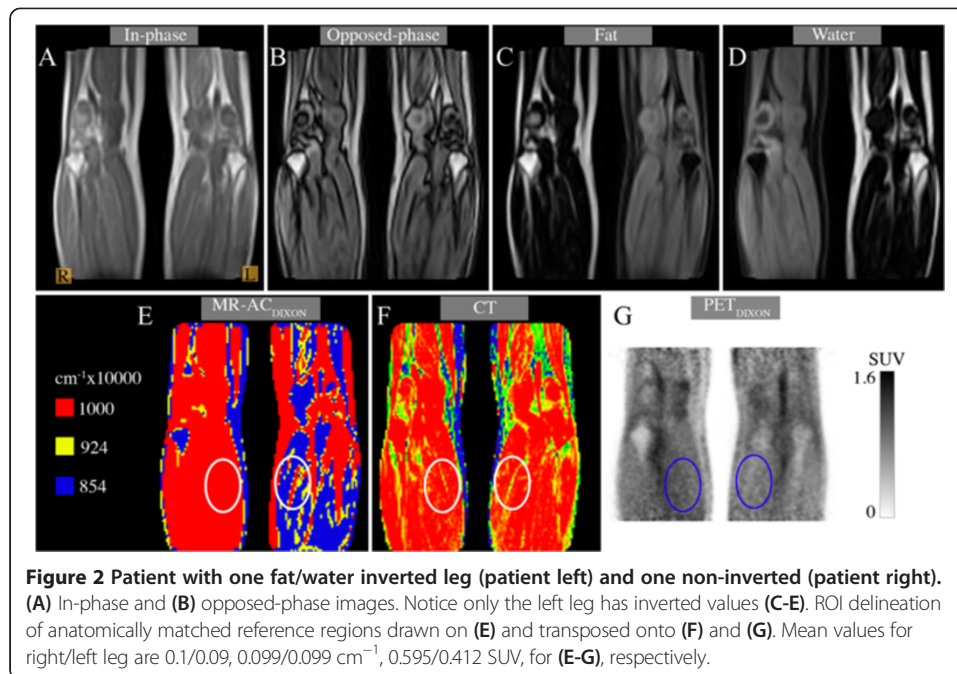 In-phase
Opposed-phase
Fat
Water
A
B
C
D
R
L
MR-AC_DIXON
CT
PET_DIXON
E
F
G
cm⁻¹x10000
1000
924
854
SUV
1.6
0
Figure 2 Patient with one fat/water inverted leg (patient left) and one non-inverted (patient right).
(A) In-phase and (B) opposed-phase images. Notice only the left leg has inverted values (C-E). ROI delineation
of anatomically matched reference regions drawn on (E) and transposed onto (F) and (G). Mean values for
right/left leg are 0.1/0.09, 0.099/0.099 cm⁻¹, 0.595/0.412 SUV, for (E-G), respectively.